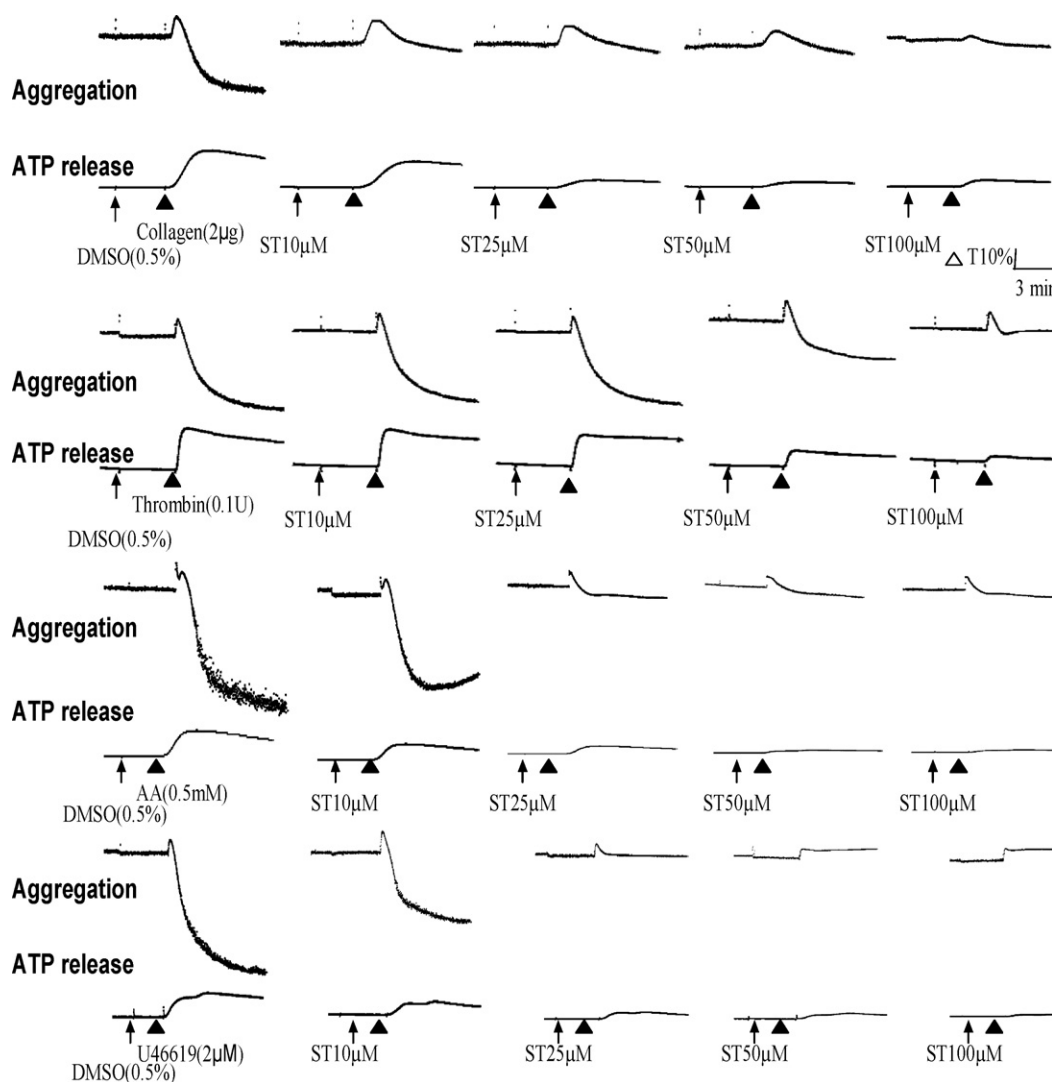 Aggregation
ATP release
Collagen(2µg)
DMSO(0.5%)
ST10µM
ST25µM
ST50µM
ST100µM
△ T10%
3 min
Aggregation
ATP release
Thrombin(0.1U)
DMSO(0.5%)
ST10µM
ST25µM
ST50µM
ST100µM
Aggregation
ATP release
AA(0.5mM)
DMSO(0.5%)
ST10µM
ST25µM
ST50µM
ST100µM
Aggregation
ATP release
U46619(2µM)
DMSO(0.5%)
ST10µM
ST25µM
ST50µM
ST100µM